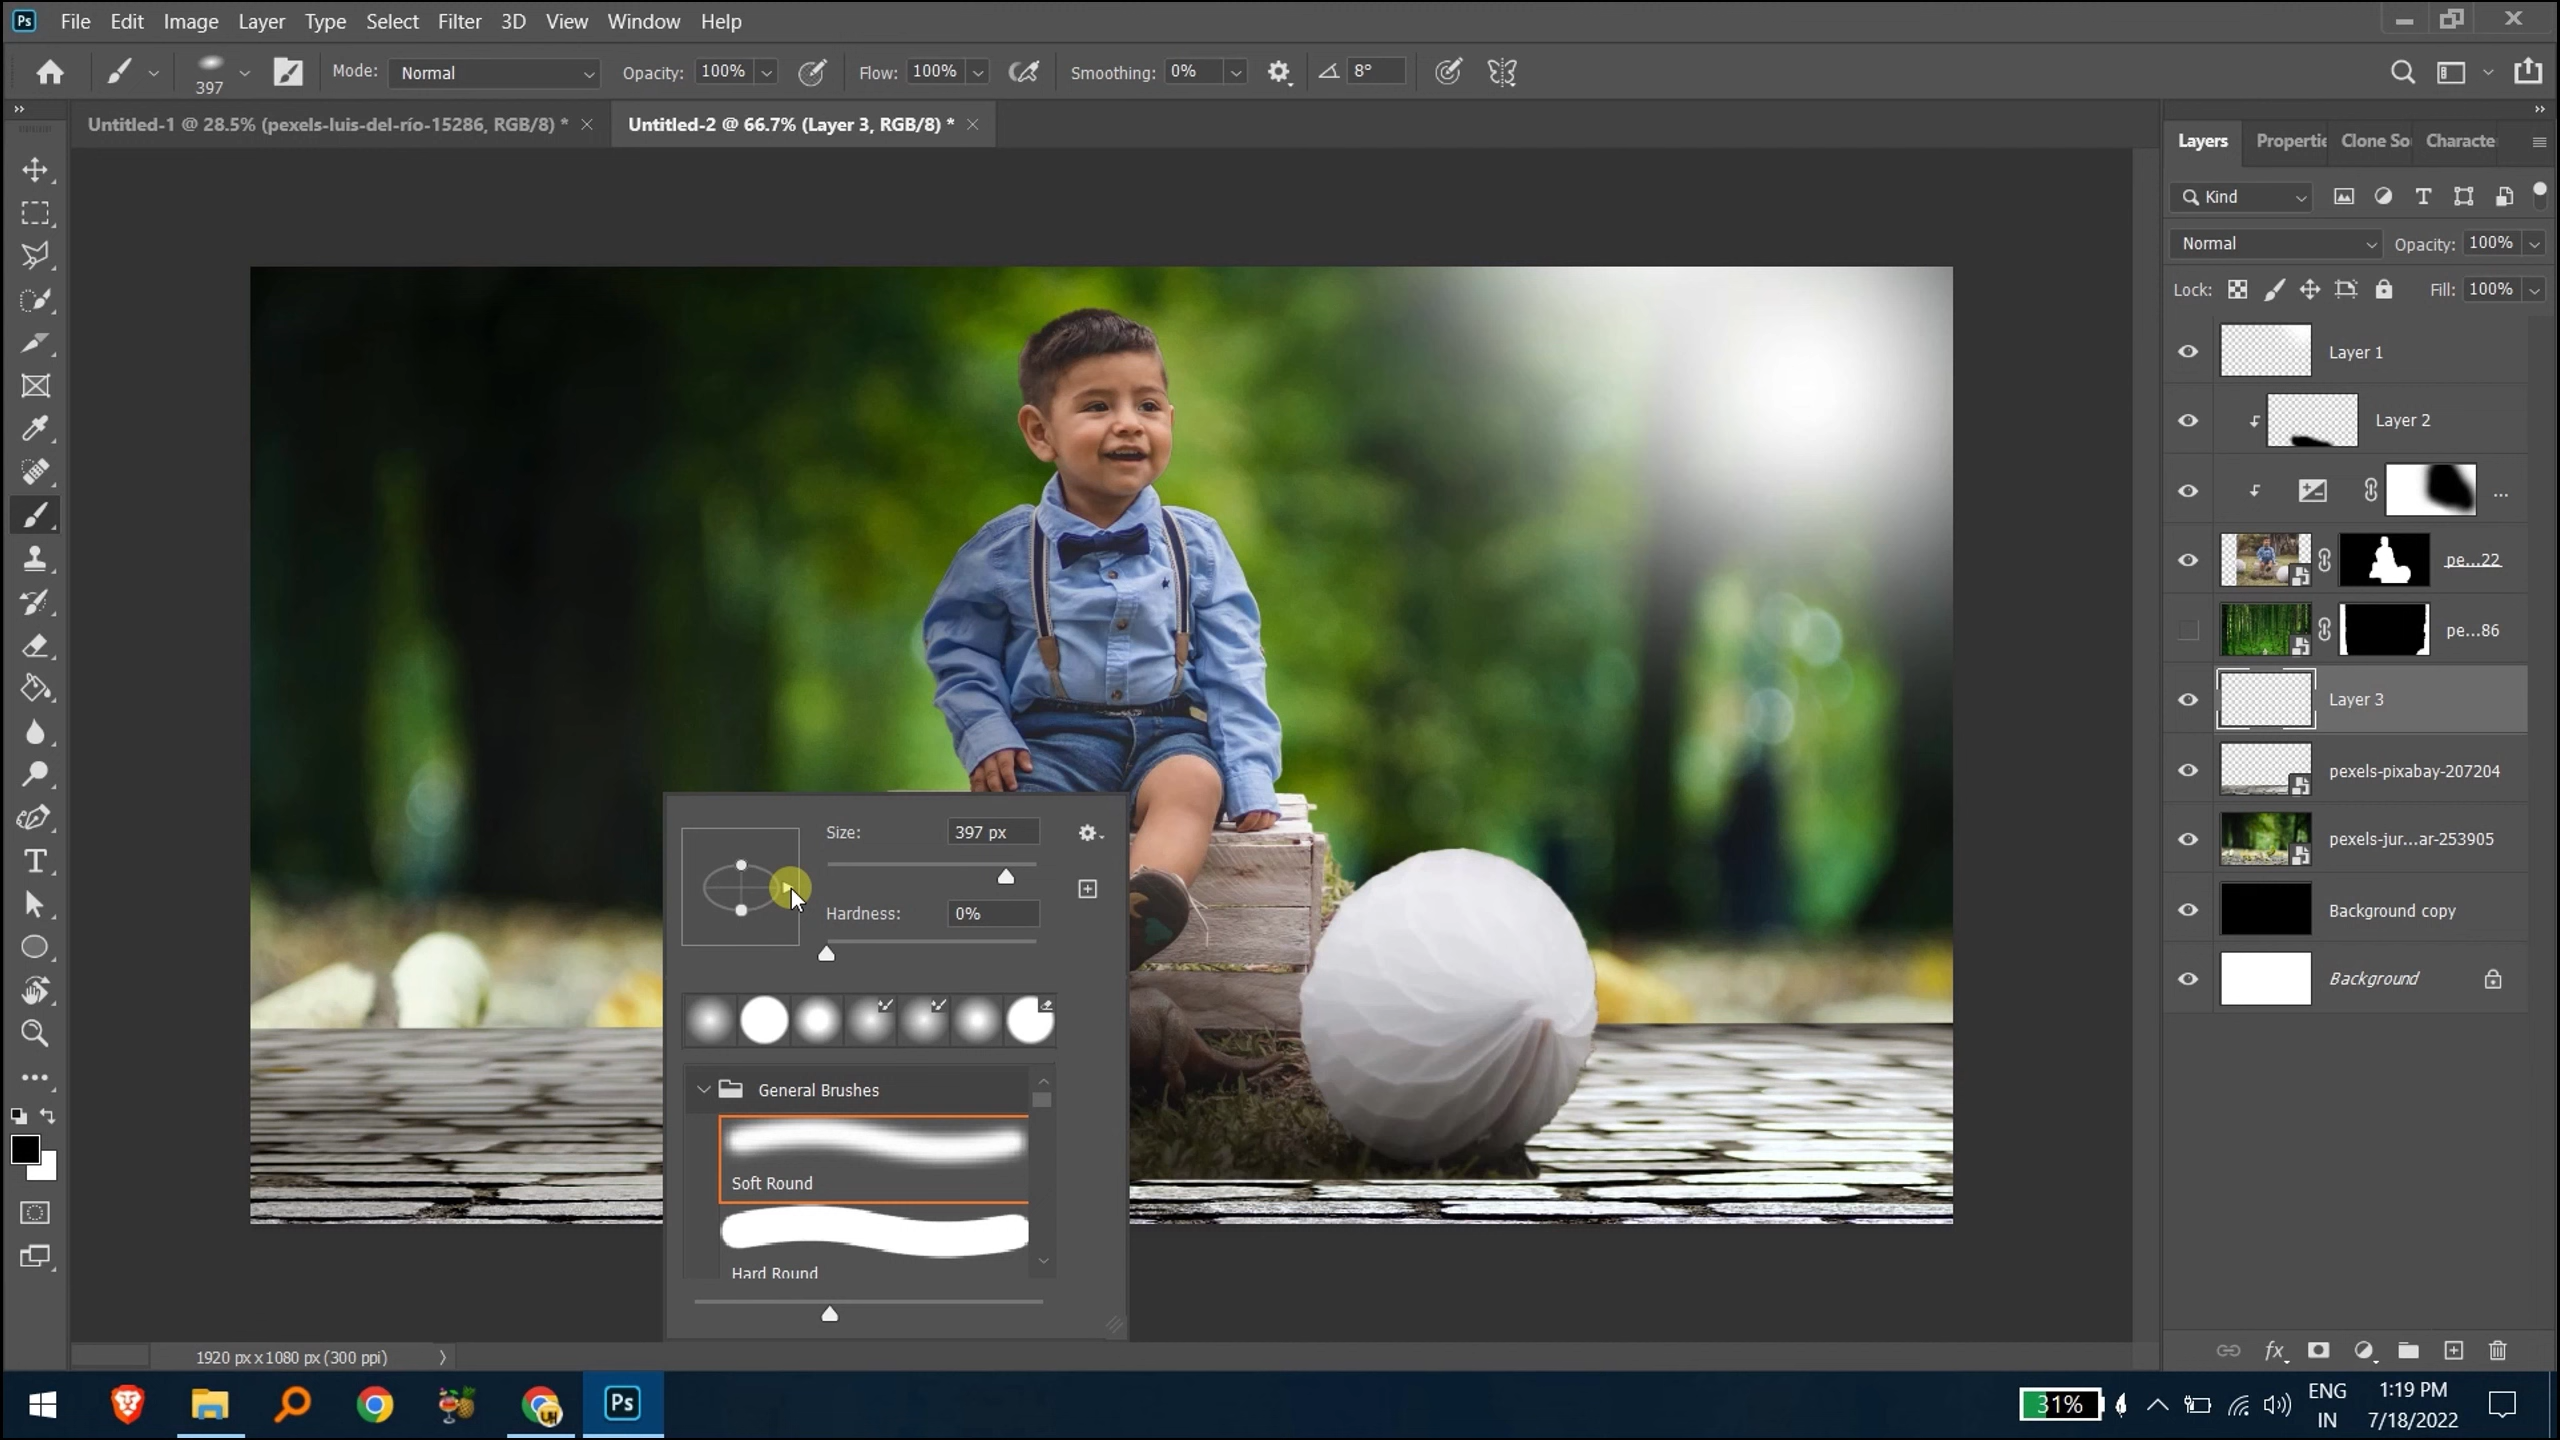 Ps File Edit Image Layer Select Filter 3D View Window Help
397 Mode: Normal Opacity: 100% Flow: 100% Smoothing: 0% 8°
Untitled-1 @ 28.5% (pexels-luis-del-río-15286, RGB/8) * Untitled-2 @ 66.7% (Layer 3, RGB/8) *
Layers Properti Clone So Characte
Kind
Normal Opacity: 100%
Lock: Fill: 100%
Layer 1
Layer 2
...
pe...22
pe...86
Layer 3
pexels-pixabay-207204
pexels-jur...ar-253905
Background copy
Background
Size: 397 px
Hardness: 0%
General Brushes
Soft Round
Hard Round
fx
1920 px x 1080 px (300 ppi)
Ps
31%
ENG
IN
1:19 PM
7/18/2022